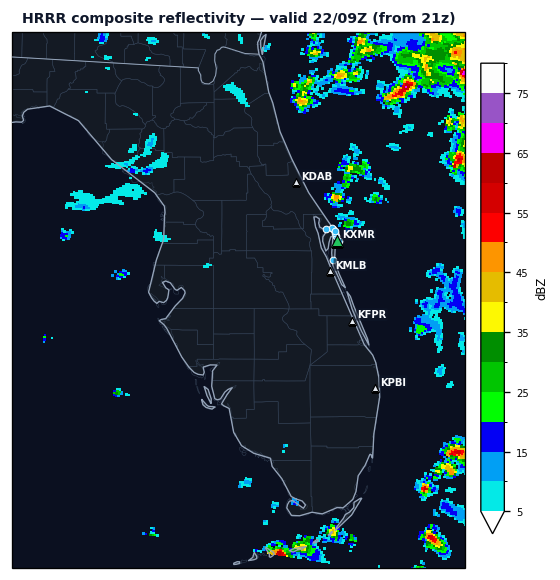 HRRR composite reflectivity — valid 22/09Z (from 21z)
KDAB
KXMR
KMLB
KFPR
KPBI
75
65
55
45
35
25
15
5
dBZ